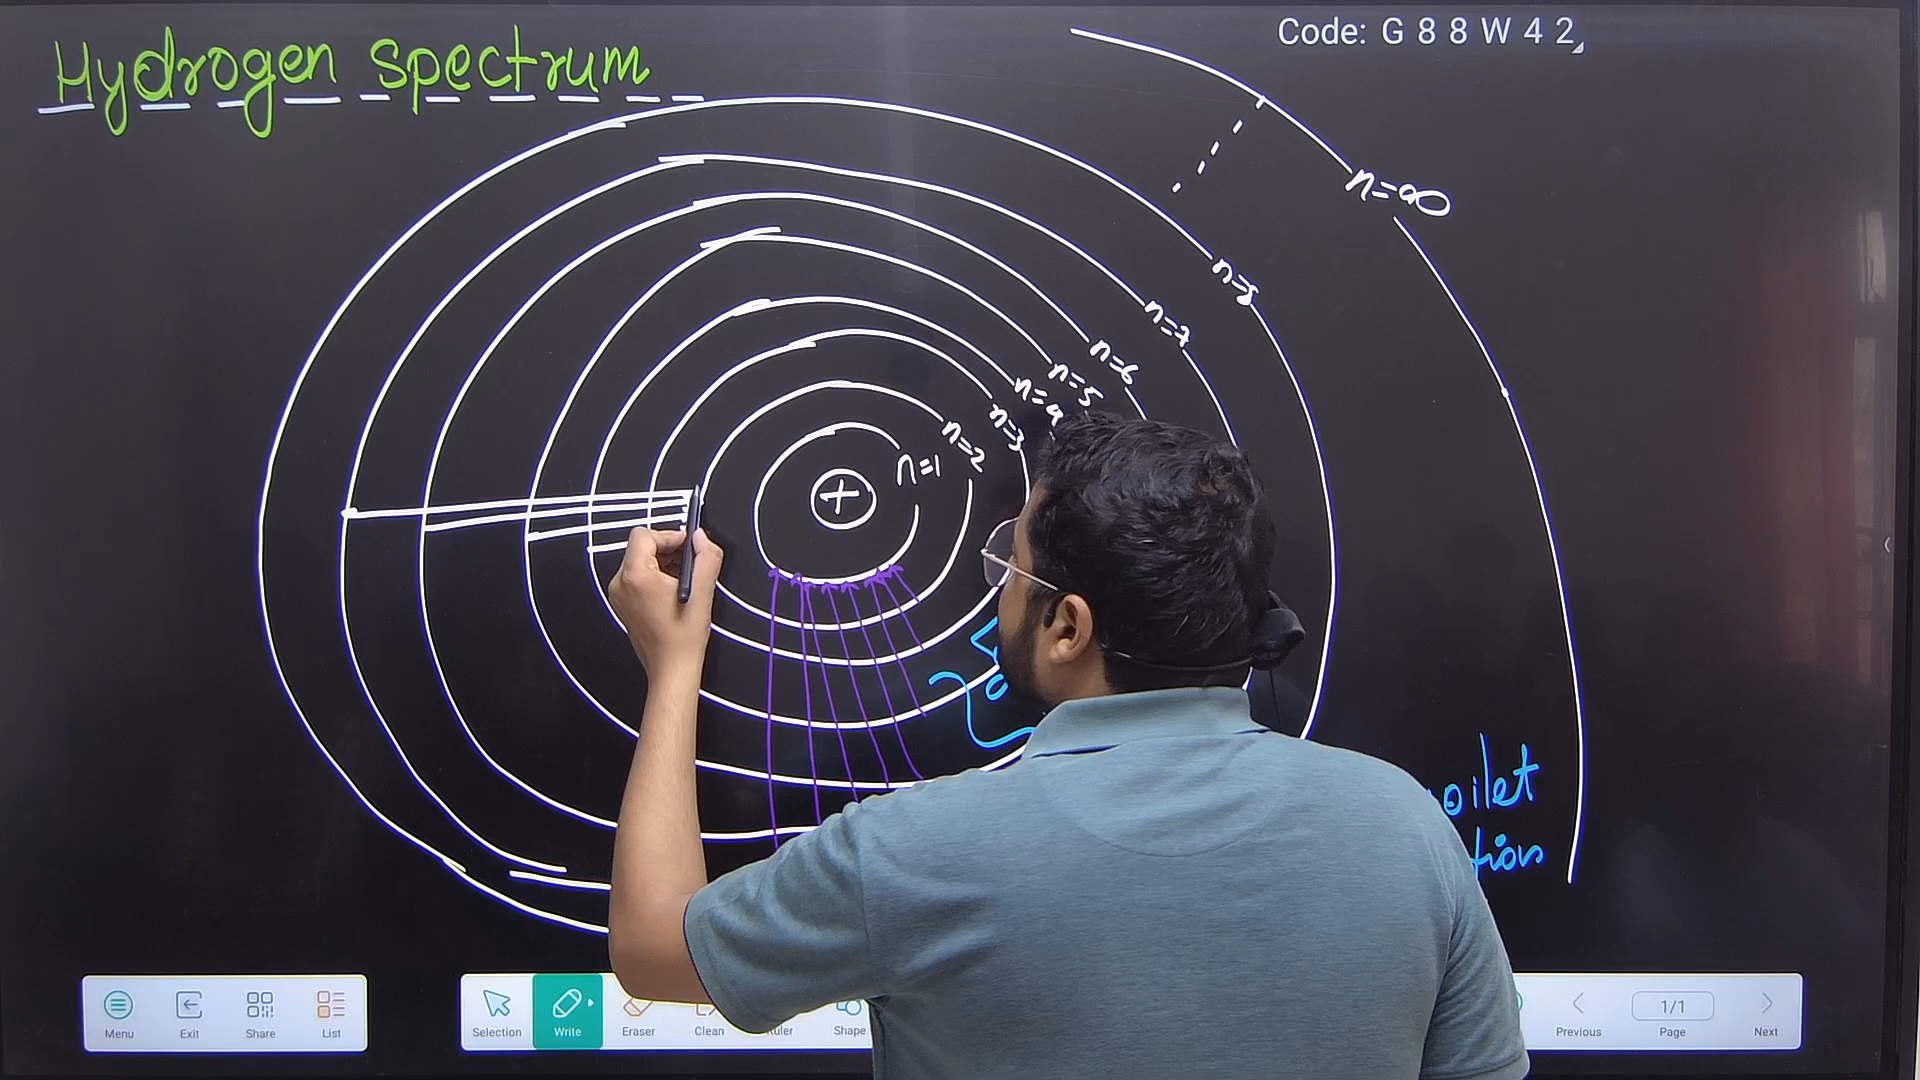 Code: G 8 8 W 4 2
Hydrogen spectrum
n=∞
n=8
n=7
n=6
n=5
n=4
n=3
n=2
n=1
+
Menu Exit Share List
Selection Write Eraser Clean Shape
Previous 1/1 Page Next